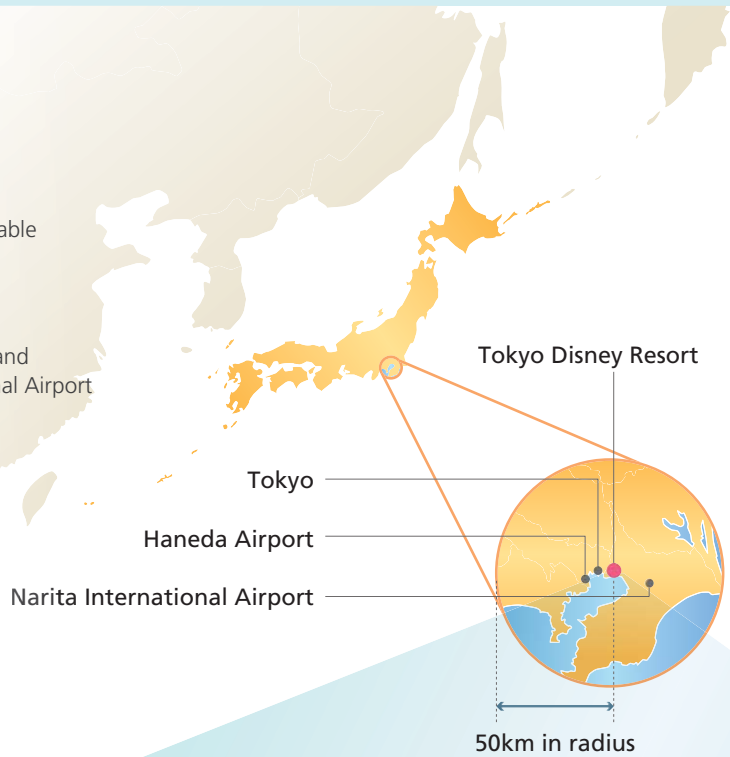 able
and
al Airport
Tokyo Disney Resort
Tokyo
Haneda Airport
Narita International Airport
50km in radius